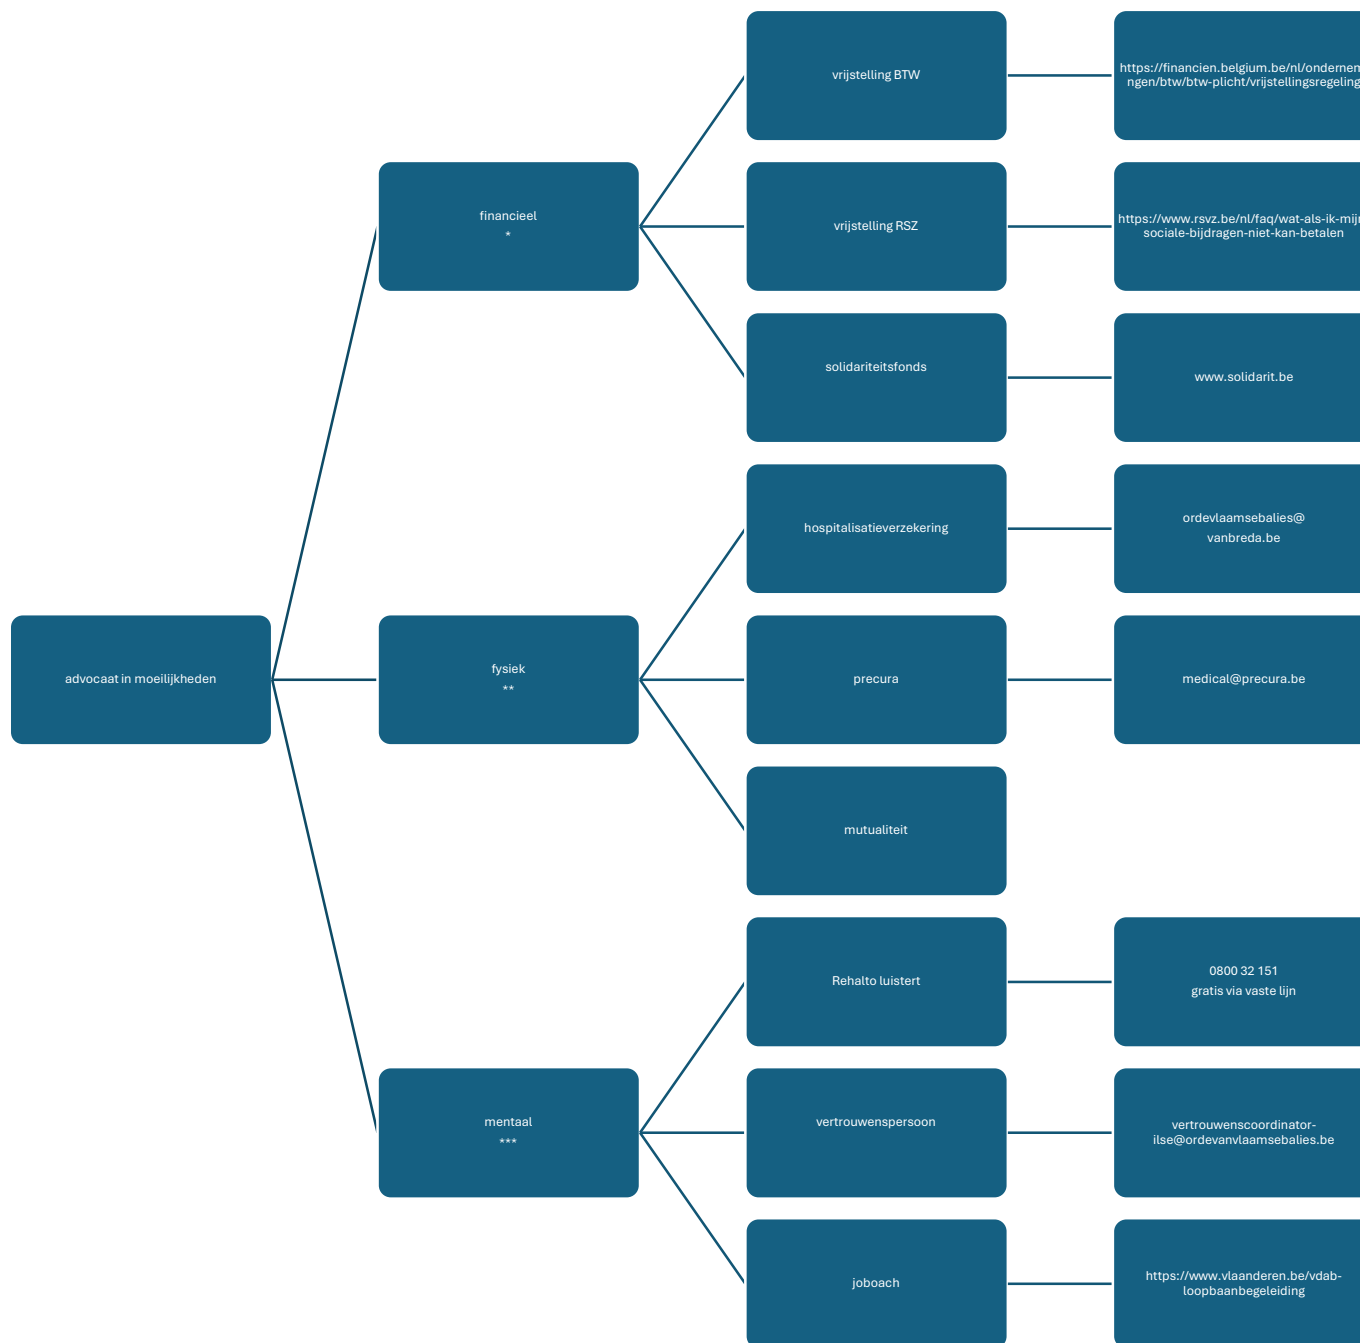 vrijstelling BTW
https://financien.belgium.be/nl/ondernemi
ngen/btw/btw-plicht/vrijstellingsregeling
financieel
*
vrijstelling RSZ
https://www.rsvz.be/nl/faq/wat-als-ik-mijn-
sociale-bijdragen-niet-kan-betalen
solidariteitsfonds
www.solidarit.be
hospitalisatieverzekering
ordevlaamsebalies@
vanbreda.be
advocaat in moeilijkheden
fysiek
**
precura
medical@precura.be
mutualiteit
Rehalto luistert
0800 32 151
gratis via vaste lijn
mentaal
***
vertrouwenspersoon
vertrouwenscoordinator-
ilse@ordevanvlaamsebalies.be
joboach
https://www.vlaanderen.be/vdab-
loopbaanbegeleiding